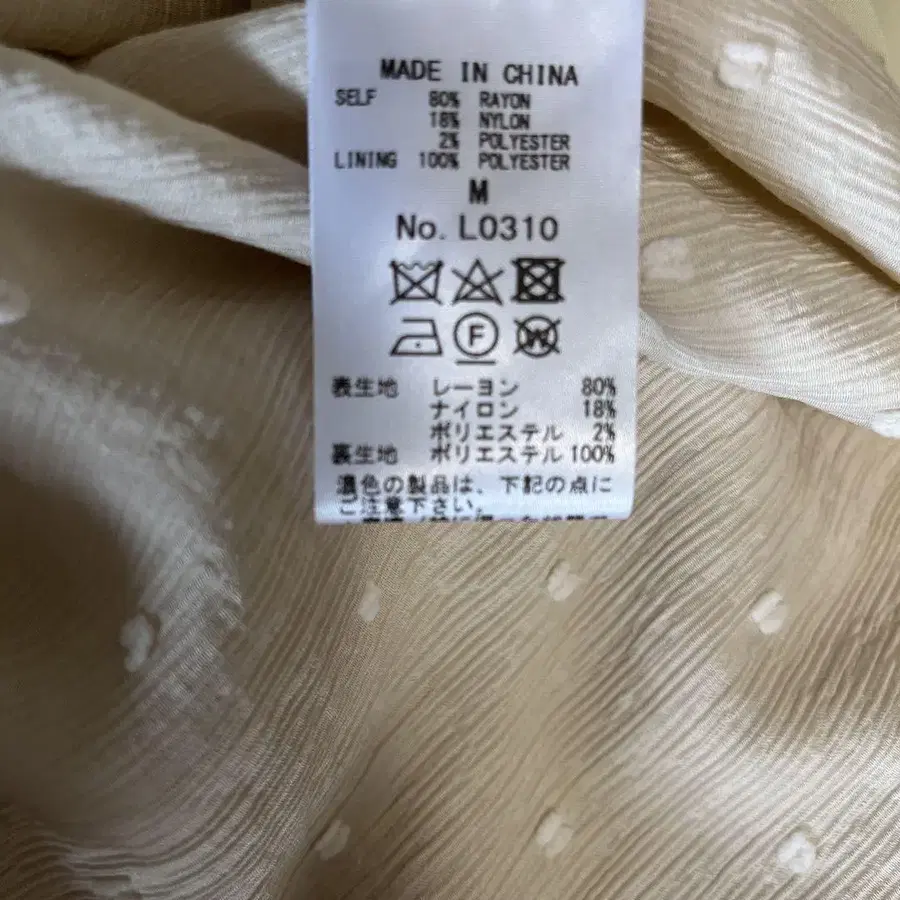 MADE IN CHINA
SELF 80% RAYON
18% NYLON
2% POLYESTER
LINING 100% POLYESTER
M
No. L0310
F
W
表生地 レーヨン 80%
ナイロン 18%
ポリエステル 2%
裏生地 ポリエステル 100%
濃色の製品は、下記の点に
ご注意下さい。